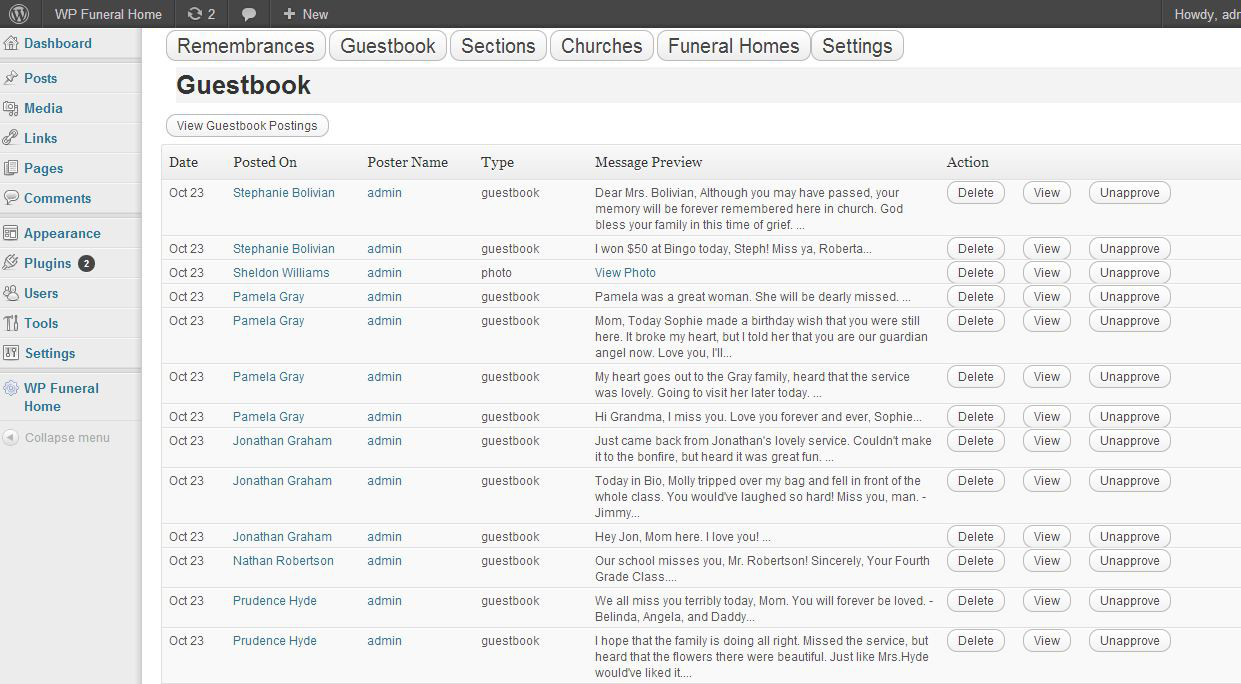 WP Funeral Home 2 New Howdy, adr
Dashboard
Posts
Media
Links
Pages
Comments
Appearance
Plugins 2
Users
Tools
Settings
WP Funeral
Home
Collapse menu
Remembrances Guestbook Sections Churches Funeral Homes Settings
Guestbook
View Guestbook Postings
Date Posted On Poster Name Type Message Preview Action
Oct 23 Stephanie Bolivian admin guestbook Dear Mrs. Bolivian, Although you may have passed, your Delete View Unapprove
memory will be forever remembered here in church. God
bless your family in this time of grief. ...
Oct 23 Stephanie Bolivian admin guestbook I won $50 at Bingo today, Steph! Miss ya, Roberta... Delete View Unapprove
Oct 23 Sheldon Williams admin photo View Photo Delete View Unapprove
Oct 23 Pamela Gray admin guestbook Pamela was a great woman. She will be dearly missed. ... Delete View Unapprove
Oct 23 Pamela Gray admin guestbook Mom, Today Sophie made a birthday wish that you were still Delete View Unapprove
here. It broke my heart, but I told her that you are our guardian
angel now. Love you, I'll...
Oct 23 Pamela Gray admin guestbook My heart goes out to the Gray family, heard that the service Delete View Unapprove
was lovely. Going to visit her later today. ...
Oct 23 Pamela Gray admin guestbook Hi Grandma, I miss you. Love you forever and ever, Sophie... Delete View Unapprove
Oct 23 Jonathan Graham admin guestbook Just came back from Jonathan's lovely service. Couldn't make Delete View Unapprove
it to the bonfire, but heard it was great fun. ...
Oct 23 Jonathan Graham admin guestbook Today in Bio, Molly tripped over my bag and fell in front of the Delete View Unapprove
whole class. You would've laughed so hard! Miss you, man. -
Jimmy...
Oct 23 Jonathan Graham admin guestbook Hey Jon, Mom here. I love you! ... Delete View Unapprove
Oct 23 Nathan Robertson admin guestbook Our school misses you, Mr. Robertson! Sincerely, Your Fourth Delete View Unapprove
Grade Class....
Oct 23 Prudence Hyde admin guestbook We all miss you terribly today, Mom. You will forever be loved. - Delete View Unapprove
Belinda, Angela, and Daddy...
Oct 23 Prudence Hyde admin guestbook I hope that the family is doing all right. Missed the service, but Delete View Unapprove
heard that the flowers there were beautiful. Just like Mrs.Hyde
would've liked it....